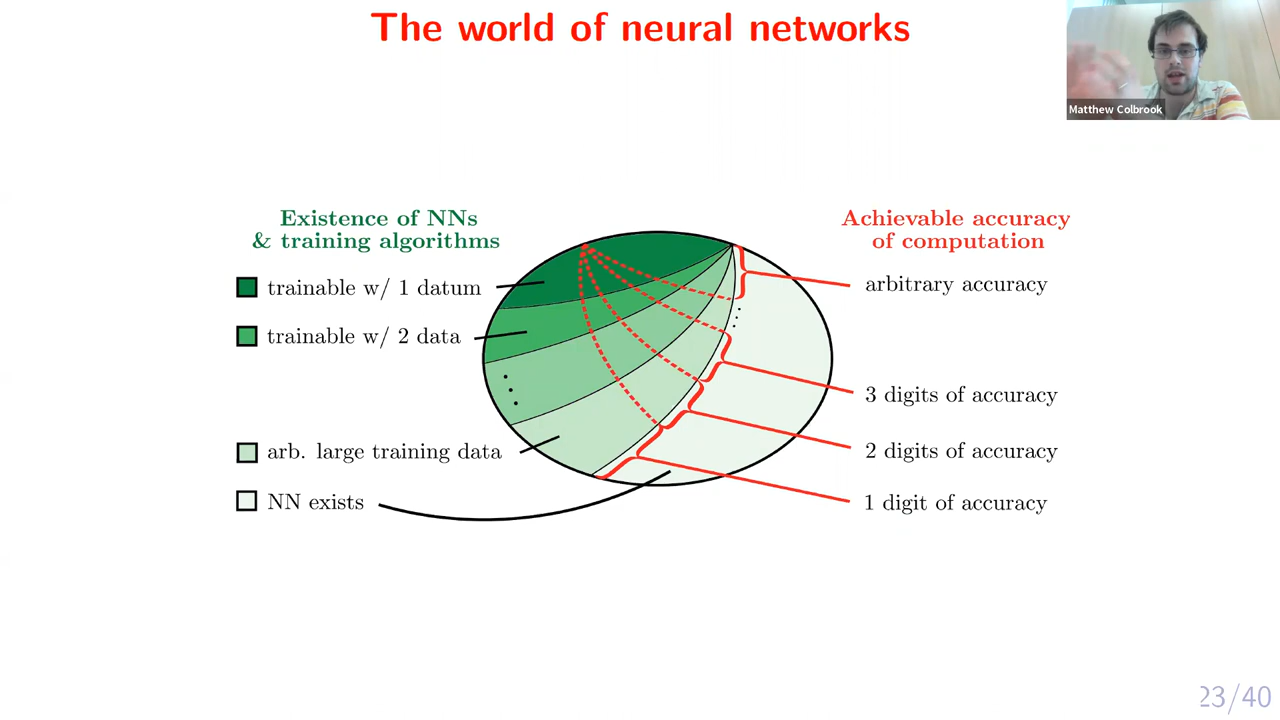 The world of neural networks
Matthew Colbrook
Existence of NNs
& training algorithms
trainable w/ 1 datum
trainable w/ 2 data
arb. large training data
NN exists
Achievable accuracy
of computation
arbitrary accuracy
3 digits of accuracy
2 digits of accuracy
1 digit of accuracy
23/40